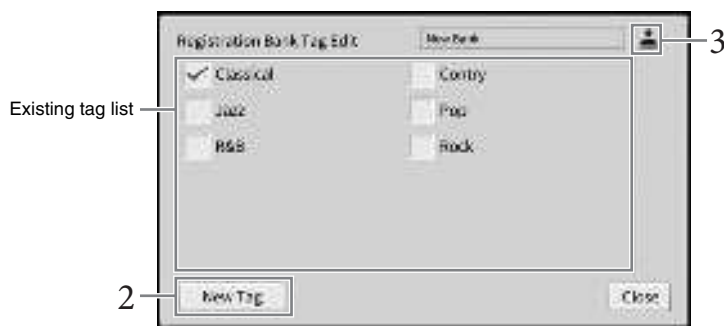 Registration Bank Tag Edit New Bank 3
Classical Contry
Existing tag list Jazz Pop
R&B Rock
2 New Tag Close